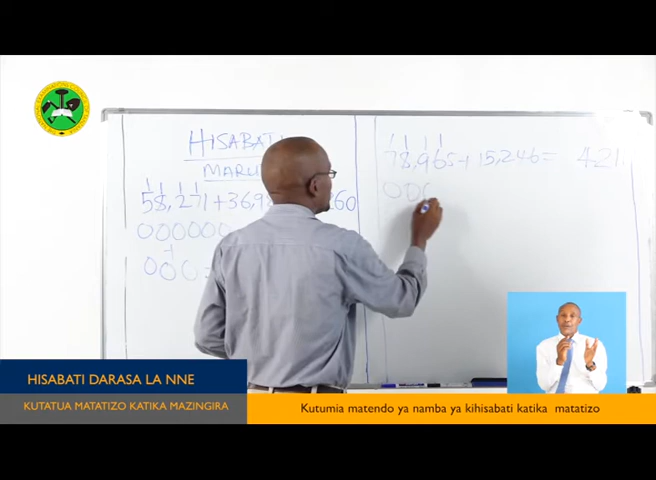 HISABATI
58,271+36,9
260
78,965+15,246= 421
HISABATI DARASA LA NNE
KUTATUA MATATIZO KATIKA MAZINGIRA
Kutumia matendo ya namba ya kihisabati katika matatizo